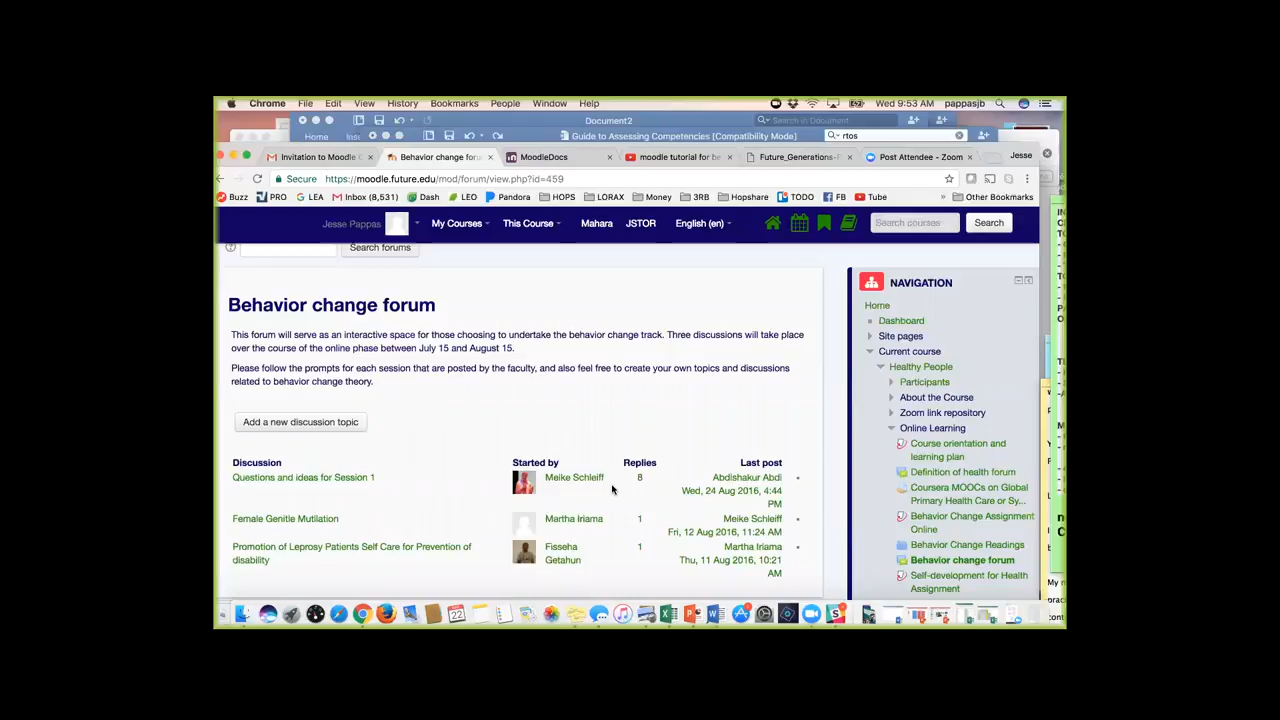 Chrome File Edit View History Bookmarks People Window Help Wed 9:53 AM pappasjb
Document2 Search in Document
Home Guide to Assessing Competencies [Compatibility Mode] rtos
Invitation to Moodle Behavior change foru MoodleDocs moodle tutorial for be Future_Generations-F Post Attendee - Zoom Jesse
Secure https://moodle.future.edu/mod/forum/view.php?id=459
Buzz PRO LEA Inbox (8,531) Dash LEO Pandora HOPS LORAX Money 3RB Hopshare TODO FB Tube » Other Bookmarks
Jesse Pappas My Courses This Course Mahara JSTOR English (en) Search courses Search
Search forums
Behavior change forum
This forum will serve as an interactive space for those choosing to undertake the behavior change track. Three discussions will take place
over the course of the online phase between July 15 and August 15.
Please follow the prompts for each session that are posted by the faculty, and also feel free to create your own topics and discussions
related to behavior change theory.
Add a new discussion topic
Discussion Started by Replies Last post
Questions and ideas for Session 1 Meike Schleiff 8 Abdishakur Abdi
Wed, 24 Aug 2016, 4:44
PM
Female Genitle Mutliation Martha Iriama 1 Meike Schleiff
Fri, 12 Aug 2016, 11:24 AM
Promotion of Leprosy Patients Self Care for Prevention of Fisseha 1 Martha Iriama
disability Getahun Thu, 11 Aug 2016, 10:21
AM
NAVIGATION
Home
Dashboard
Site pages
Current course
Healthy People
Participants
About the Course
Zoom link repository
Online Learning
Course orientation and
learning plan
Definition of health forum
Coursera MOOCs on Global
Primary Health Care or Sy...
Behavior Change Assignment
Online
Behavior Change Readings
Behavior change forum
Self-development for Health
Assignment
22